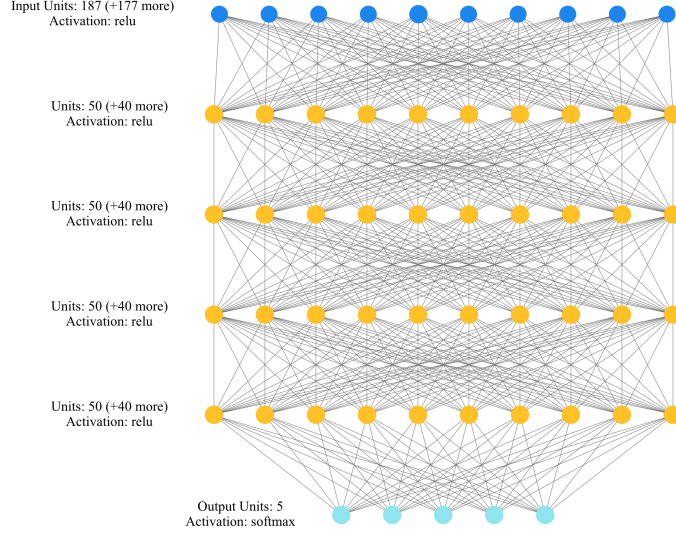 Input Units: 187 (+177 more)
Activation: relu
Units: 50 (+40 more)
Activation: relu
Units: 50 (+40 more)
Activation: relu
Units: 50 (+40 more)
Activation: relu
Units: 50 (+40 more)
Activation: relu
Output Units: 5
Activation: softmax